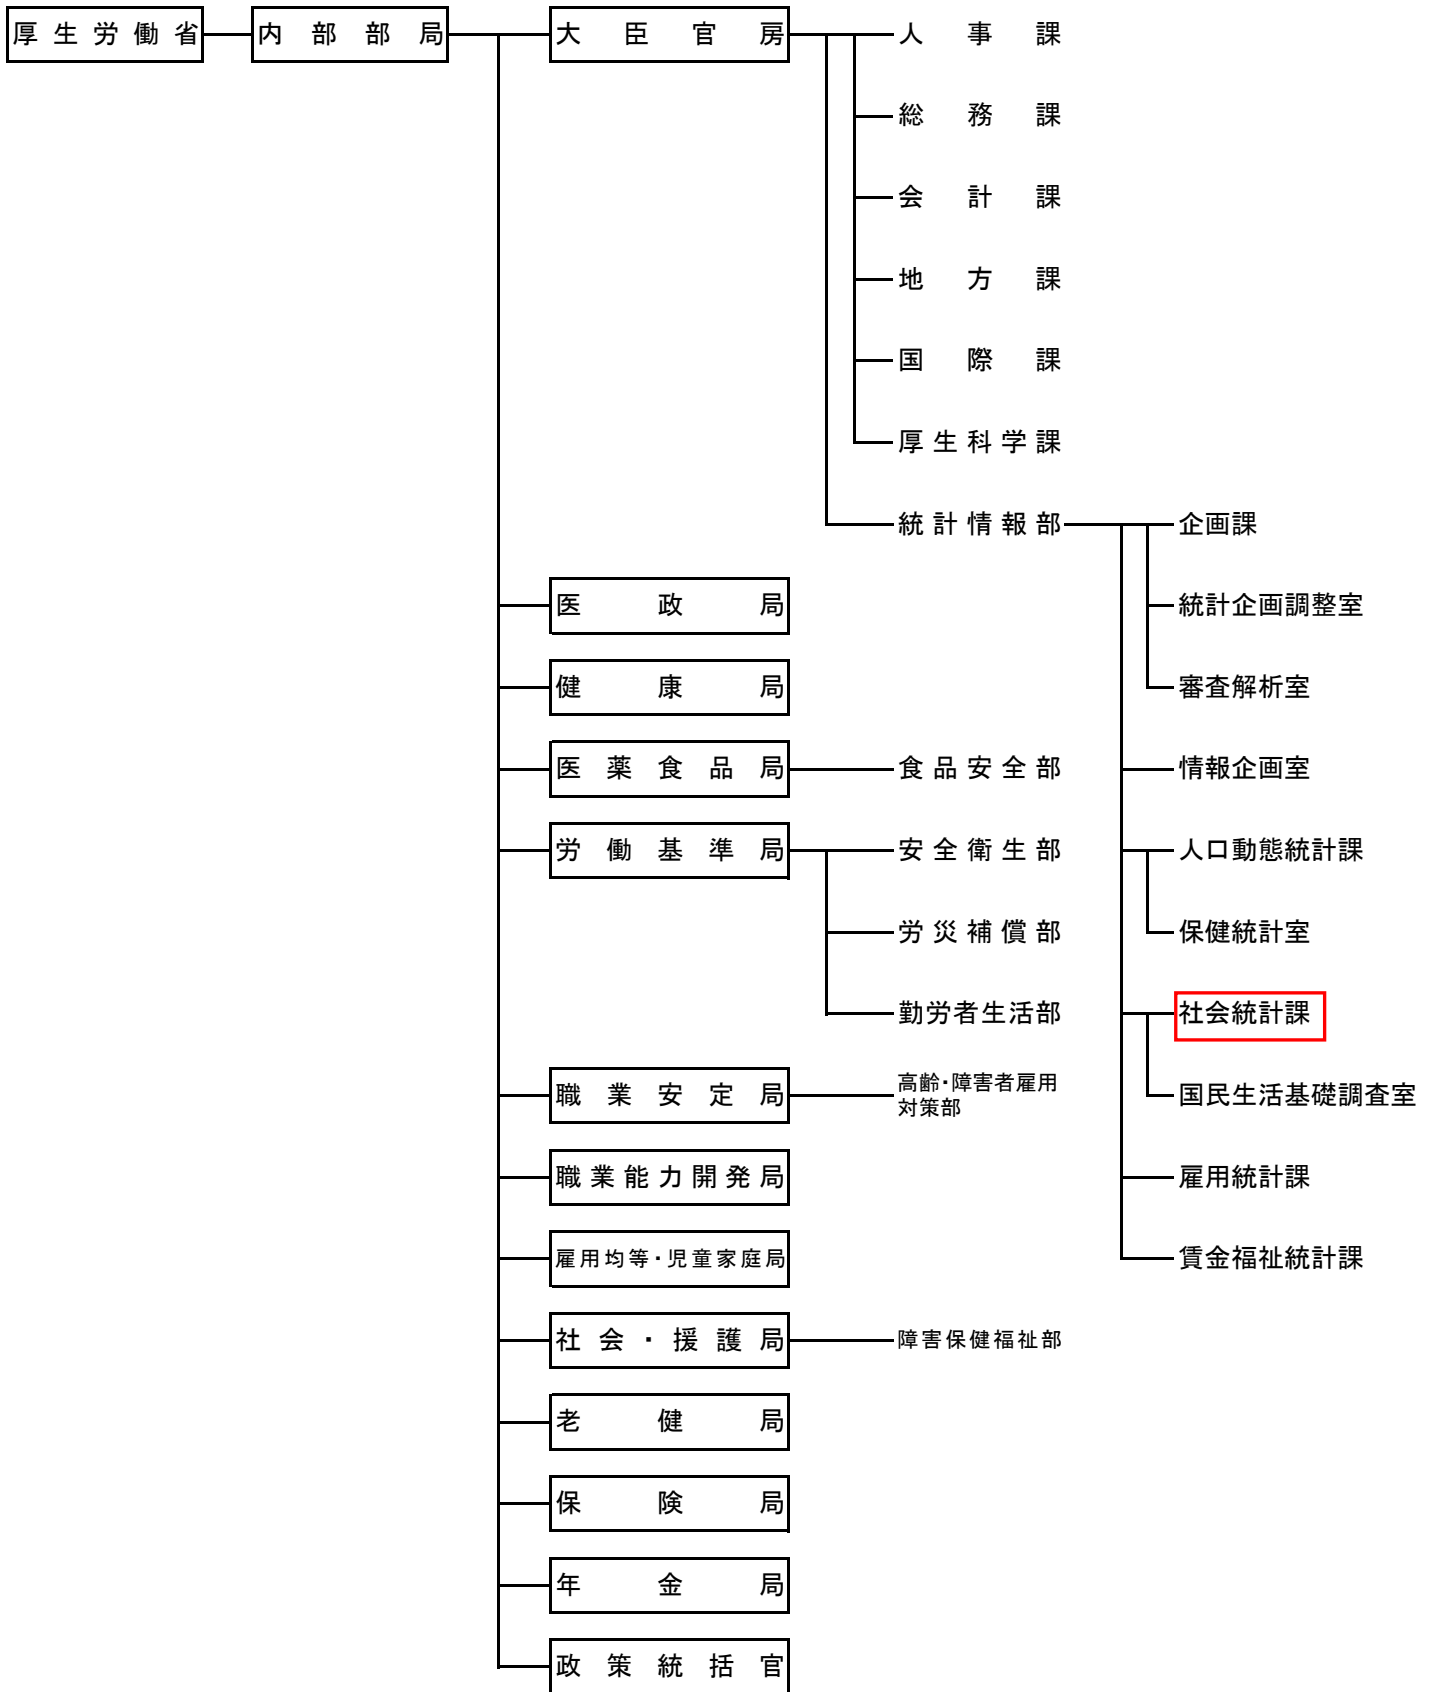 厚生労働省
内部部局
大臣官房
人事課
総務課
会計課
地方課
国際課
厚生科学課
統計情報部
企画課
医政局
統計企画調整室
健康局
審査解析室
医薬食品局
食品安全部
情報企画室
労働基準局
安全衛生部
人口動態統計課
労災補償部
保健統計室
勤労者生活部
社会統計課
職業安定局
高齢・障害者雇用
対策部
国民生活基礎調査室
職業能力開発局
雇用統計課
雇用均等・児童家庭局
賃金福祉統計課
社会・援護局
障害保健福祉部
老健局
保険局
年金局
政策統括官